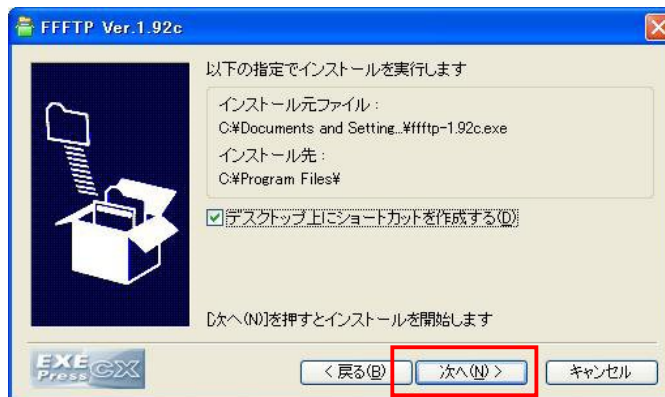 FFFTP Ver.1.92c
以下の指定でインストールを実行します
インストール元ファイル：
C:¥Documents and Setting...¥ffftp-1.92c.exe
インストール先：
C:¥Program Files¥
デスクトップ上にショートカットを作成する(D)
[次へ(N)]を押すとインストールを開始します
EXE Press CX
< 戻る(B) 次へ(N) > キャンセル